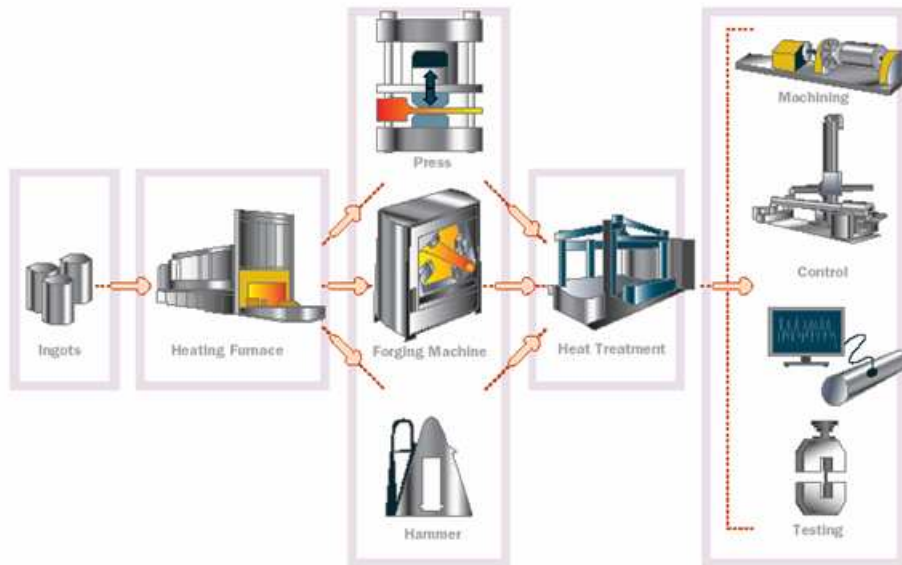 Press
Machining
Control
Ingots
Heating Furnace
Forging Machine
Heat Treatment
Hammer
Testing